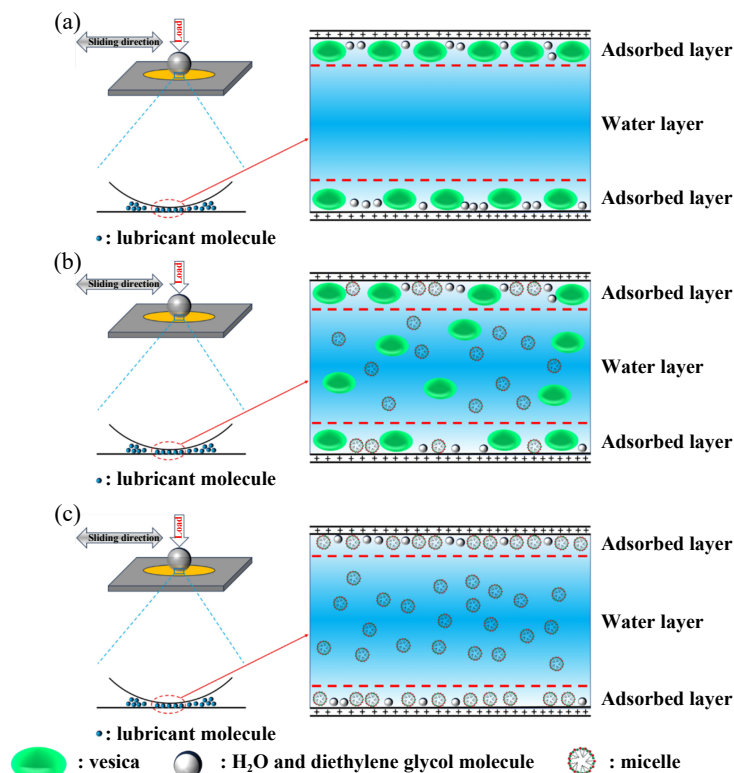 (a)
Sliding direction
Load
Adsorbed layer
Water layer
Adsorbed layer
: lubricant molecule
(b)
Sliding direction
Load
Adsorbed layer
Water layer
Adsorbed layer
: lubricant molecule
(c)
Sliding direction
Load
Adsorbed layer
Water layer
Adsorbed layer
: lubricant molecule
: vesica : H₂O and diethylene glycol molecule : micelle